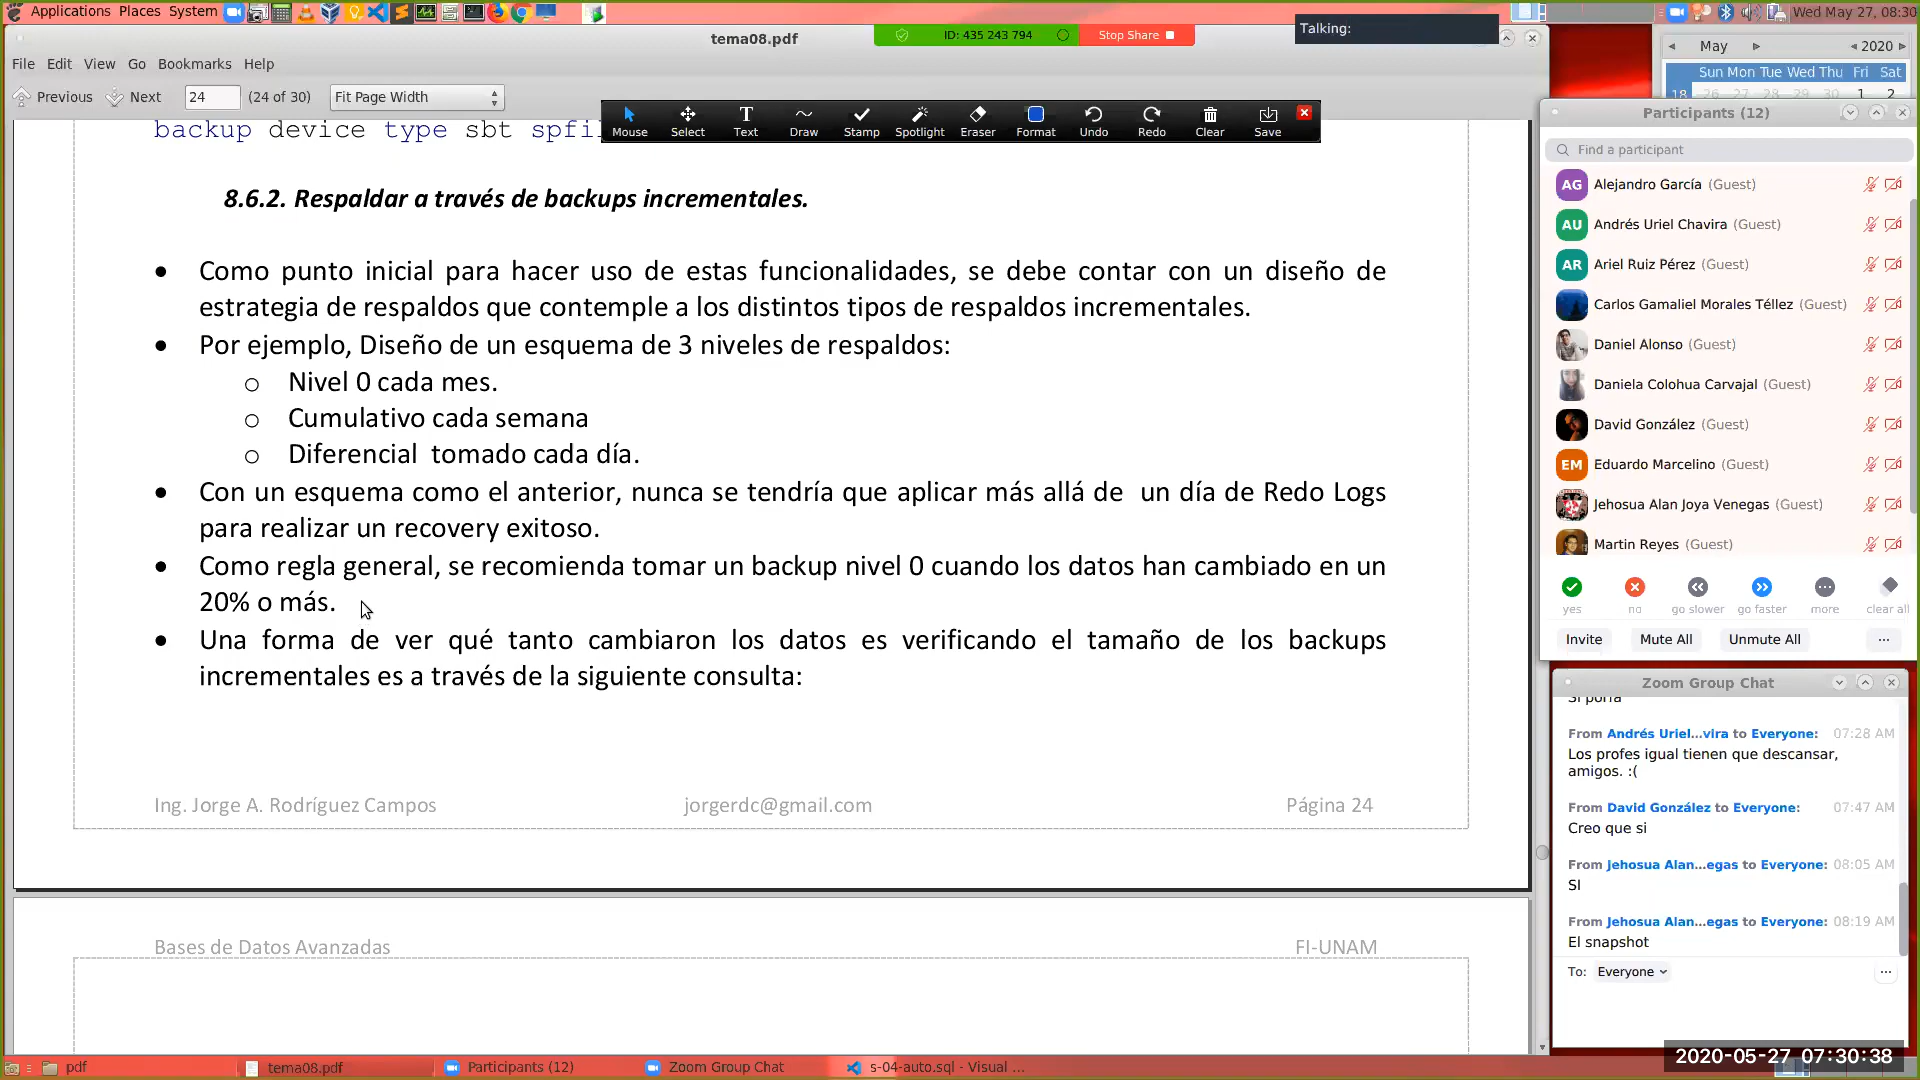 Applications Places System
Wed May 27, 08:30
tema08.pdf
ID: 435 243 794
Stop Share
Talking:
File Edit View Go Bookmarks Help
Previous Next 24 (24 of 30) Fit Page Width
Mouse Select Text Draw Stamp Spotlight Eraser Format Undo Redo Clear Save
May 2020
Sun Mon Tue Wed Thu Fri Sat
18 26 27 28 29 30 1 2
backup device type sbt
8.6.2. Respaldar a través de backups incrementales.
• Como punto inicial para hacer uso de estas funcionalidades, se debe contar con un diseño de
estrategia de respaldos que contemple a los distintos tipos de respaldos incrementales.
• Por ejemplo, Diseño de un esquema de 3 niveles de respaldos:
o Nivel 0 cada mes.
o Cumulativo cada semana
o Diferencial tomado cada día.
• Con un esquema como el anterior, nunca se tendría que aplicar más allá de un día de Redo Logs
para realizar un recovery exitoso.
• Como regla general, se recomienda tomar un backup nivel 0 cuando los datos han cambiado en un
20% o más.
• Una forma de ver qué tanto cambiaron los datos es verificando el tamaño de los backups
incrementales es a través de la siguiente consulta:
Ing. Jorge A. Rodríguez Campos jorgerdc@gmail.com Página 24
Bases de Datos Avanzadas FI-UNAM
Participants (12)
Find a participant
AG Alejandro García (Guest)
AU Andrés Uriel Chavira (Guest)
AR Ariel Ruiz Pérez (Guest)
Carlos Gamaliel Morales Téllez (Guest)
Daniel Alonso (Guest)
Daniela Colohua Carvajal (Guest)
David González (Guest)
EM Eduardo Marcelino (Guest)
Jehosua Alan Joya Venegas (Guest)
Martin Reyes (Guest)
yes no go slower go faster more clear all
Invite Mute All Unmute All ...
Zoom Group Chat
Si porfa
From Andrés Uriel...vira to Everyone: 07:28 AM
Los profes igual tienen que descansar,
amigos. :(
From David González to Everyone: 07:47 AM
Creo que si
From Jehosua Alan...egas to Everyone: 08:05 AM
SI
From Jehosua Alan...egas to Everyone: 08:19 AM
El snapshot
To: Everyone ...
2020-05-27 07:30:38
pdf tema08.pdf Participants (12) Zoom Group Chat s-04-auto.sql - Visual ...